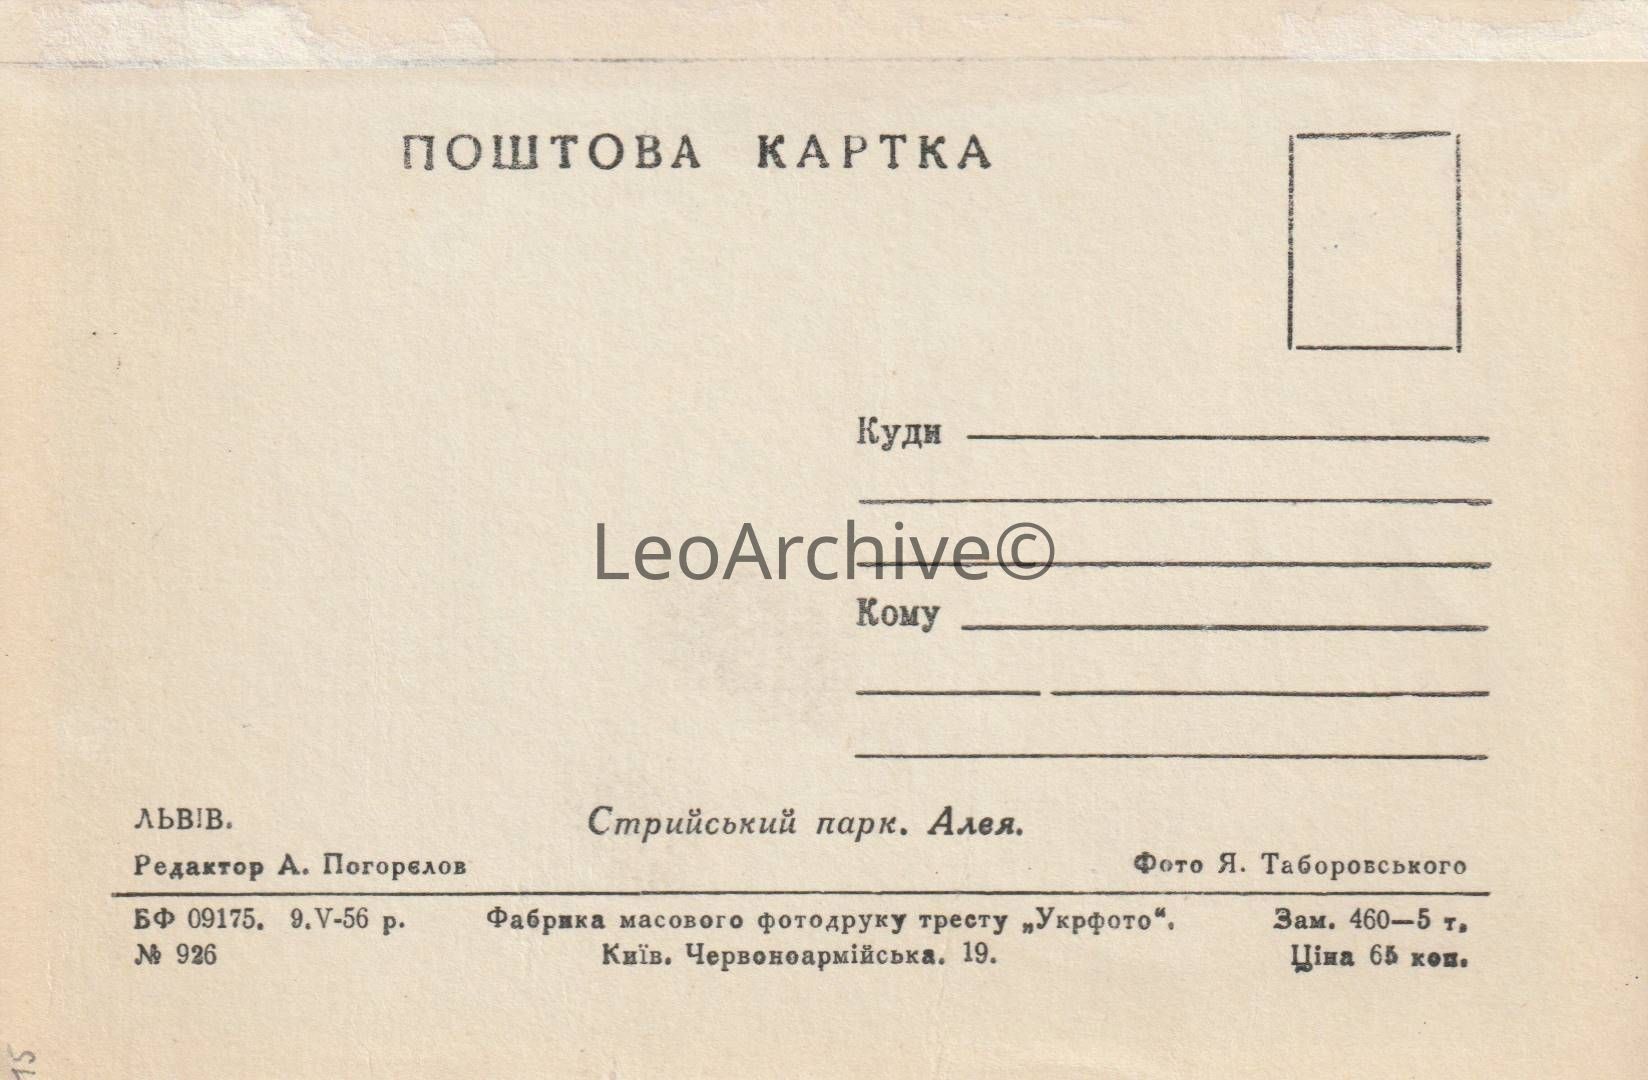 ПОШТОВА КАРТКА
Куди
LeoArchive©
Кому
ЛЬВІВ. Стрийський парк. Алея.
Редактор А. Погорєлов Фото Я. Таборовського
БФ 09175. 9.V-56 р. Фабрика масового фотодруку тресту „Укрфото“. Зам. 460—5 т.
№ 926 Київ. Червоноармійська. 19. Ціна 65 коп.
15